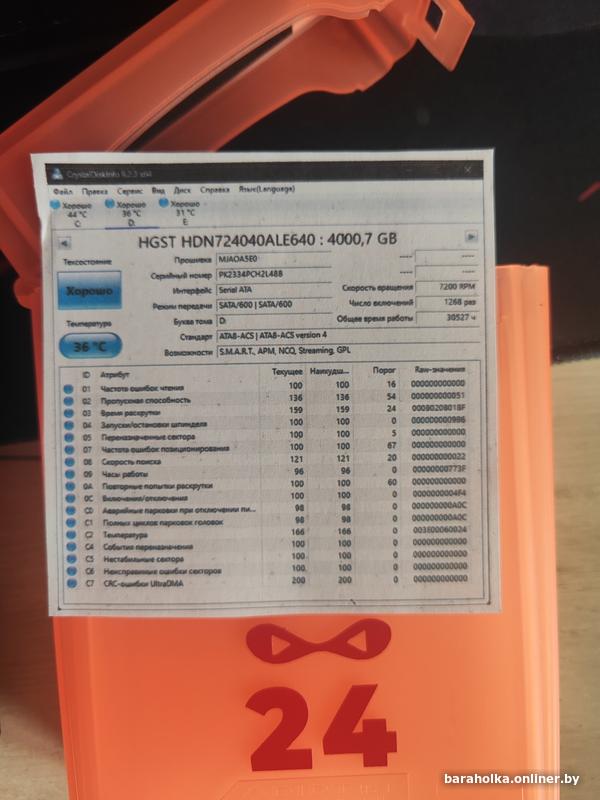 CrystalDiskInfo 8.2.3 x64
Файл Правка Сервис Вид Диск Справка Язык(Language)
Хорошо Хорошо Хорошо
44 °C 36 °C 31 °C
C: D: E:
HGST HDN724040ALE640 : 4000,7 GB
Техсостояние
Хорошо
Температура
36 °C
Прошивка MJAOA5E0 ---- ----
Серийный номер PK2334PCH2L48B ---- ----
Интерфейс Serial ATA Скорость вращения 7200 RPM
Режим передачи SATA/600 | SATA/600 Число включений 1268 раз
Буква тома D: Общее время работы 30527 ч
Стандарт ATA8-ACS | ATA8-ACS version 4
Возможности S.M.A.R.T., APM, NCQ, Streaming, GPL
ID Атрибут Текущее Наихудш... Порог Raw-значения
01 Частота ошибок чтения 100 100 16 000000000000
02 Пропускная способность 136 136 54 000000000051
03 Время раскрутки 159 159 24
04 Запуски/остановки шпинделя 100 100 0
05 Переназначенные сектора 100 100 5 000000000000
07 Частота ошибок позиционирования 100 100 67 000000000000
08 Скорость поиска 121 121 20 000000000022
09 Часы работы 96 96 0 00000000773F
0A Повторные попытки раскрутки 100 100 60 000000000000
0C Включения/отключения 100 100 0 0000000004F4
C0 Аварийные парковки при отключении пи... 98 98 0 000000000A0C
C1 Полных циклов парковок головок 98 98 0 000000000A0C
C2 Температура 166 166 0 003E00060024
C4 События переназначения 100 100 0 000000000000
C5 Нестабильные сектора 100 100 0 000000000000
C6 Неисправимые ошибки секторов 100 100 0 000000000000
C7 CRC-ошибки UltraDMA 200 200 0 000000000000
24
baraholka.onliner.by